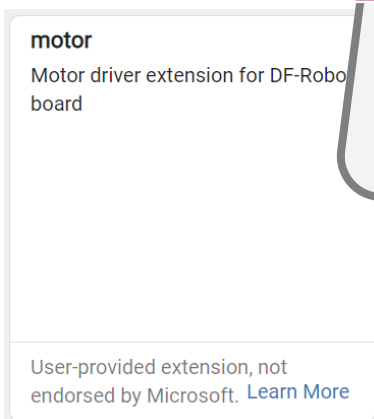 motor
Motor driver extension for DF-Robo
board
User-provided extension, not
endorsed by Microsoft. Learn More